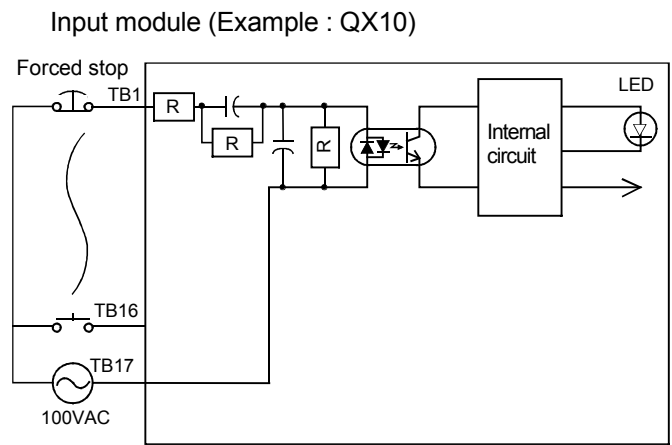 Input module (Example : QX10)
Forced stop
TB1
R
R
R
Internal
circuit
LED
TB16
TB17
100VAC